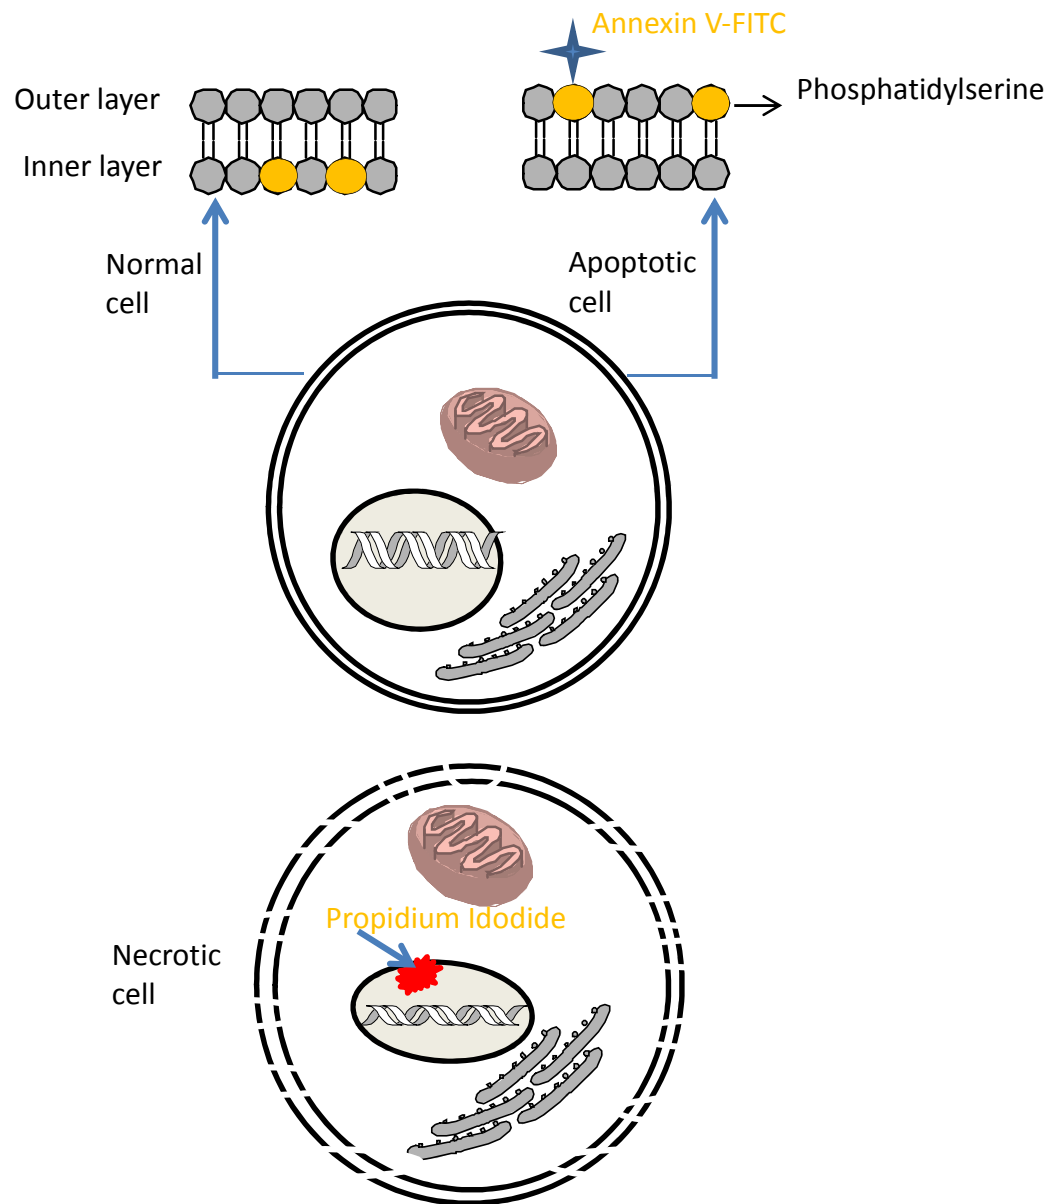 Annexin V-FITC
Outer layer
Phosphatidylserine
Inner layer
Normal
cell
Apoptotic
cell
Propidium Idodide
Necrotic
cell